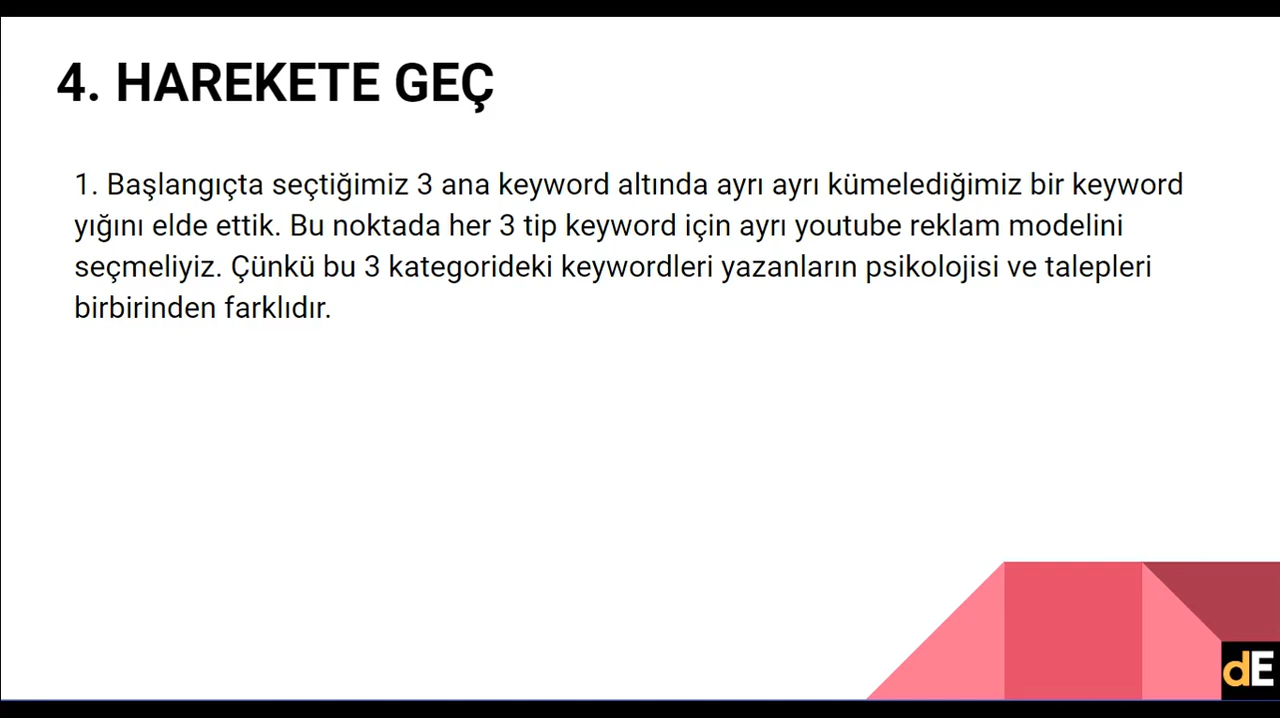 4. HAREKETE GEÇ
1. Başlangıçta seçtiğimiz 3 ana keyword altında ayrı ayrı kümelediğimiz bir keyword
yığını elde ettik. Bu noktada her 3 tip keyword için ayrı youtube reklam modelini
seçmeliyiz. Çünkü bu 3 kategorideki keywordleri yazanların psikolojisi ve talepleri
birbirinden farklıdır.
dE